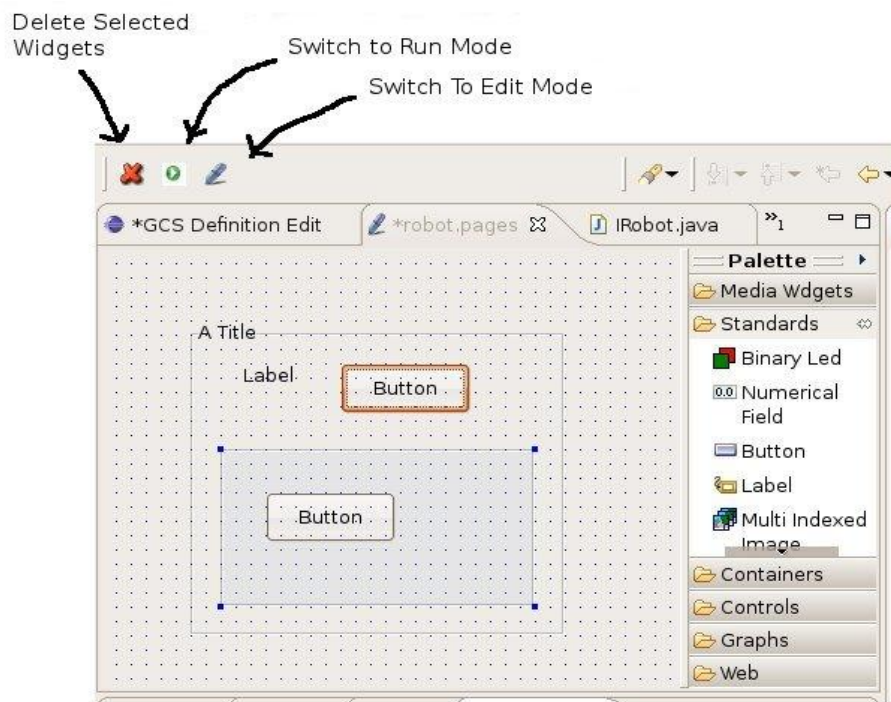 Delete Selected
Widgets
Switch to Run Mode
Switch To Edit Mode
*GCS Definition Edit
*robot.pages
J IRobot.java
»1
Palette
Media Wdgets
Standards
A Title
Label
Button
Button
Binary Led
0.0 Numerical
Field
Button
Label
Multi Indexed
Image
Containers
Controls
Graphs
Web